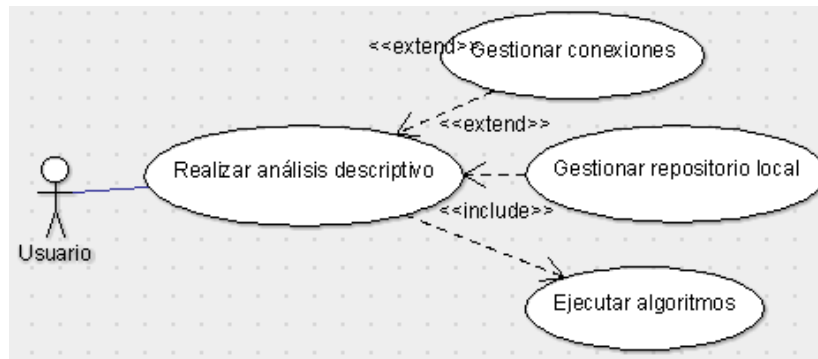 <<extend>>
Gestionar conexiones
<<extend>>
Realizar análisis descriptivo
Gestionar repositorio local
<<include>>
Usuario
Ejecutar algoritmos